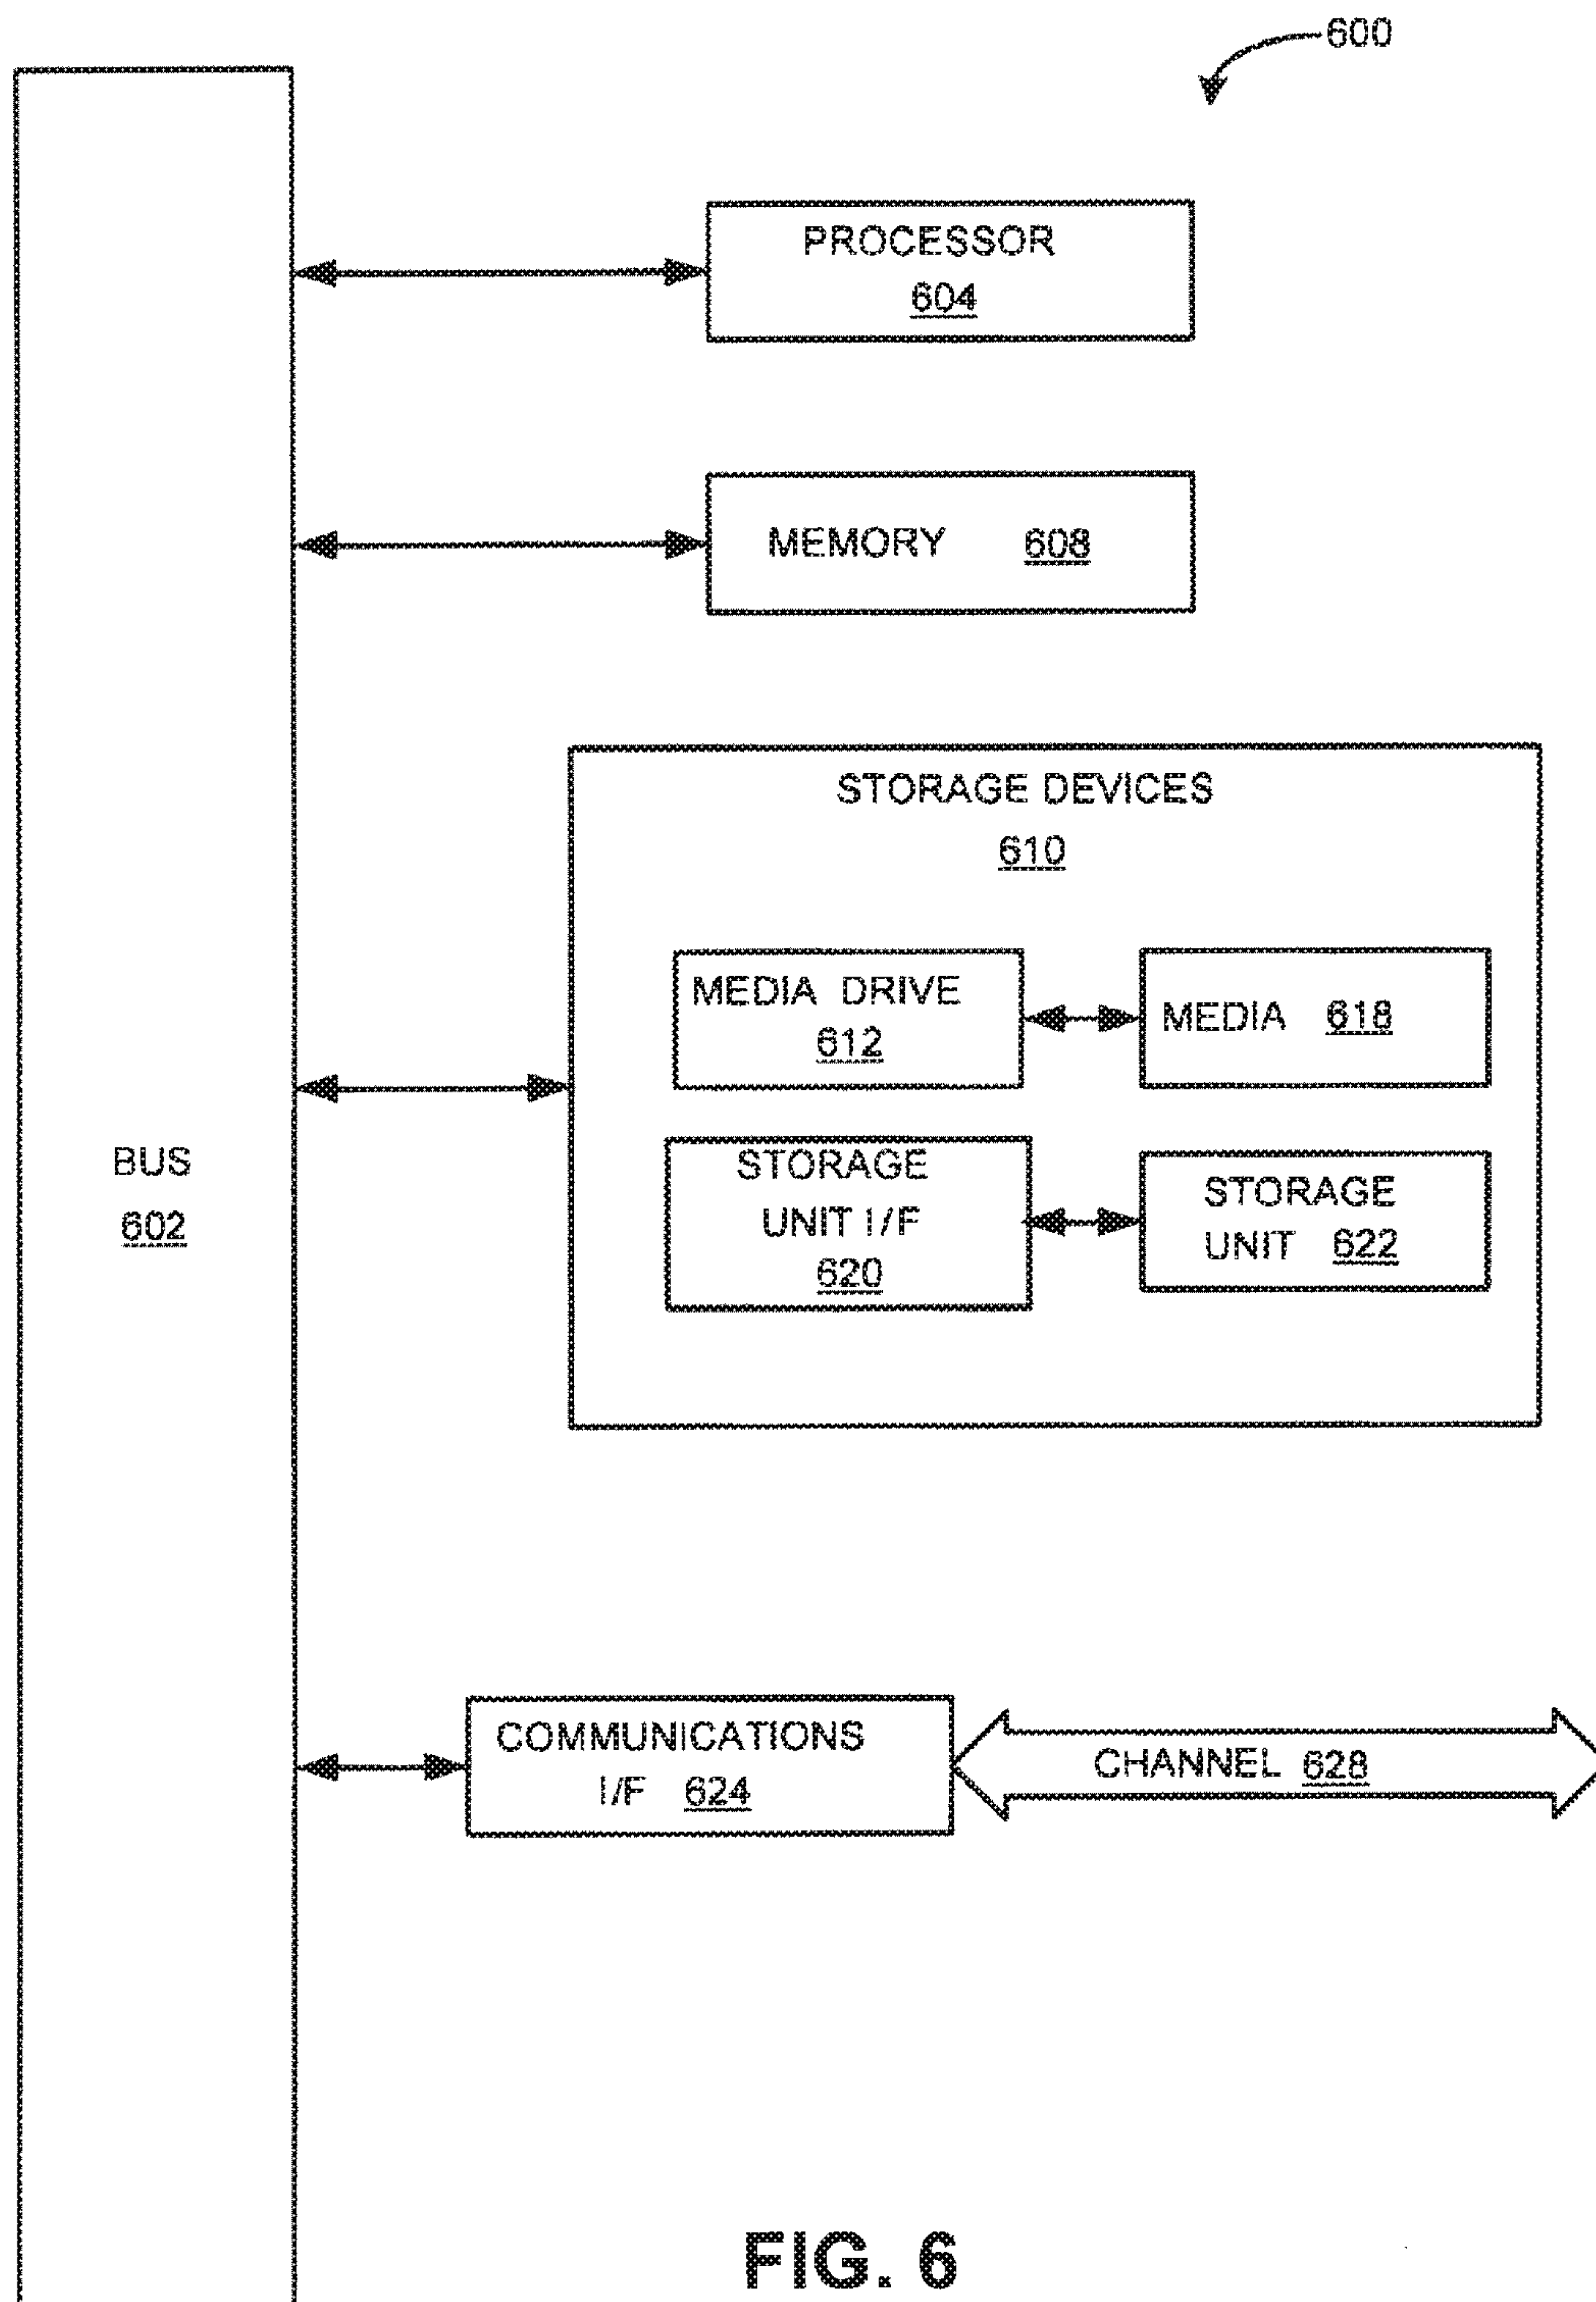 600
PROCESSOR
604
MEMORY 608
STORAGE DEVICES
610
MEDIA DRIVE
612
MEDIA 618
BUS
602
STORAGE
UNIT I/F
620
STORAGE
UNIT 622
COMMUNICATIONS
I/F 624
CHANNEL 628
FIG. 6